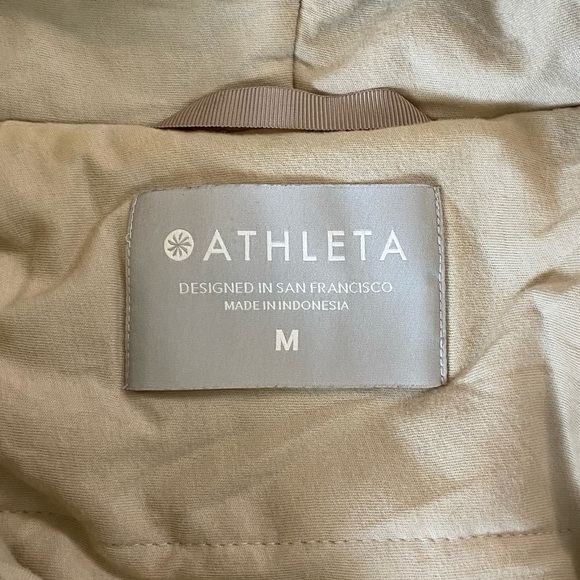 ATHLETA
DESIGNED IN SAN FRANCISCO
MADE IN INDONESIA
M